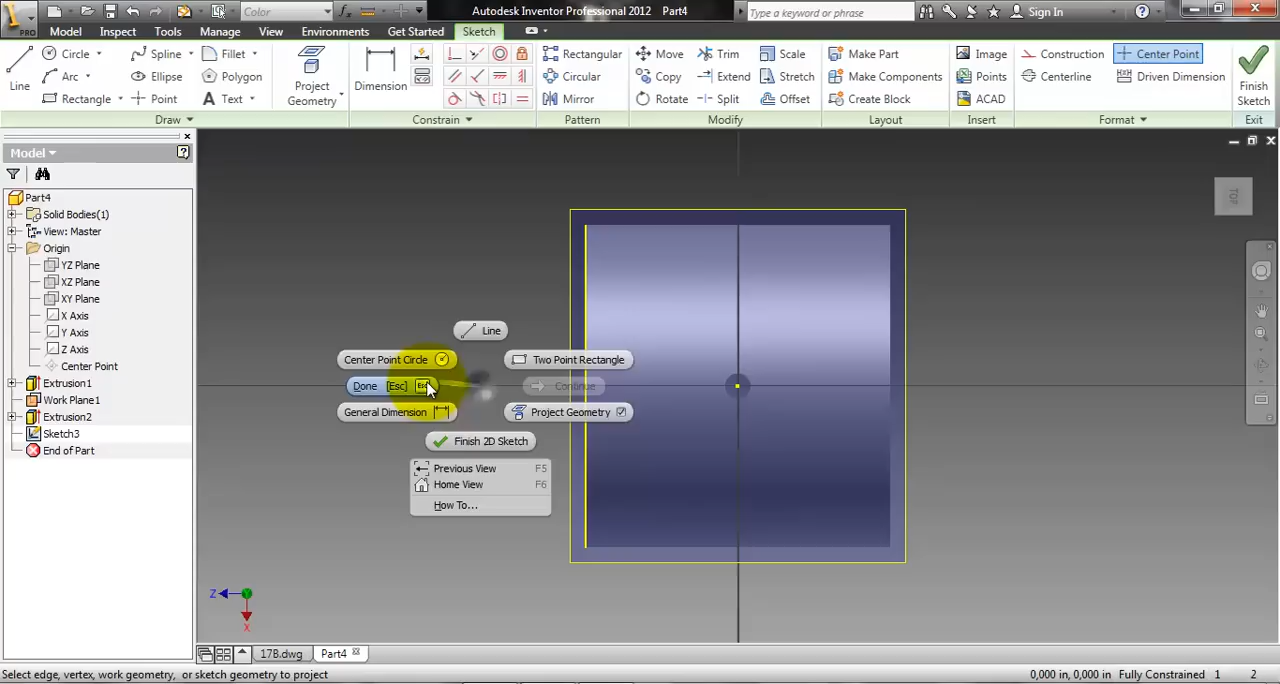 Color
Autodesk Inventor Professional 2012 Part4
Type a keyword or phrase
Sign In
PRO
Model Inspect Tools Manage View Environments Get Started Sketch
Line
Circle
Arc
Rectangle
Spline
Ellipse
Point
Fillet
Polygon
Text
Project Geometry
Dimension
Rectangular
Circular
Mirror
Move
Copy
Rotate
Trim
Extend
Split
Scale
Stretch
Offset
Make Part
Make Components
Create Block
Image
Points
ACAD
Construction
Centerline
Center Point
Driven Dimension
Finish Sketch
Draw Constrain Pattern Modify Layout Insert Format Exit
Model
Part4
Solid Bodies(1)
View: Master
Origin
YZ Plane
XZ Plane
XY Plane
X Axis
Y Axis
Z Axis
Center Point
Extrusion1
Work Plane1
Extrusion2
Sketch3
End of Part
TOP
Line
Center Point Circle
Two Point Rectangle
Done [Esc] Esc
Continue
General Dimension
Project Geometry
Finish 2D Sketch
Previous View F5
Home View F6
How To...
Z
X
17B.dwg Part4
Select edge, vertex, work geometry, or sketch geometry to project
0,000 in, 0,000 in Fully Constrained 1 2